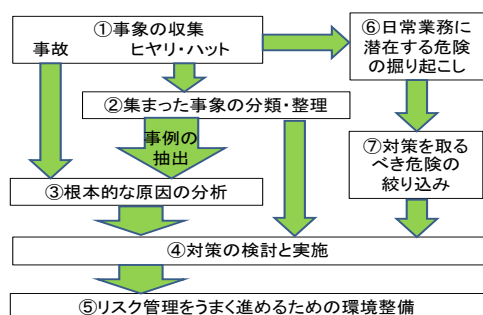 ①事象の収集
事故　ヒヤリ・ハット
⑥日常業務に
潜在する危険
の掘り起こし
②集まった事象の分類・整理
事例の
抽出
⑦対策を取る
べき危険の
絞り込み
③根本的な原因の分析
④対策の検討と実施
⑤リスク管理をうまく進めるための環境整備